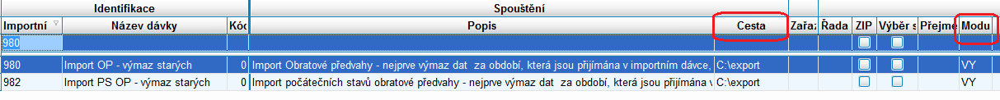 Identifikace Spouštění
Importní Název dávky Kód Popis Cesta Zařaz Řada ZIP Výběr s Přejme Modu
980
980 Import OP - výmaz starých 0 Import Obratové předvahy - nejprve výmaz dat za období, která jsou přijímána v importním dávce, C:\export VY
982 Import PS OP - výmaz starých 0 Import počátečních stavů obratové předvahy - nejprve výmaz dat za období, která jsou přijímána v C:\export VY